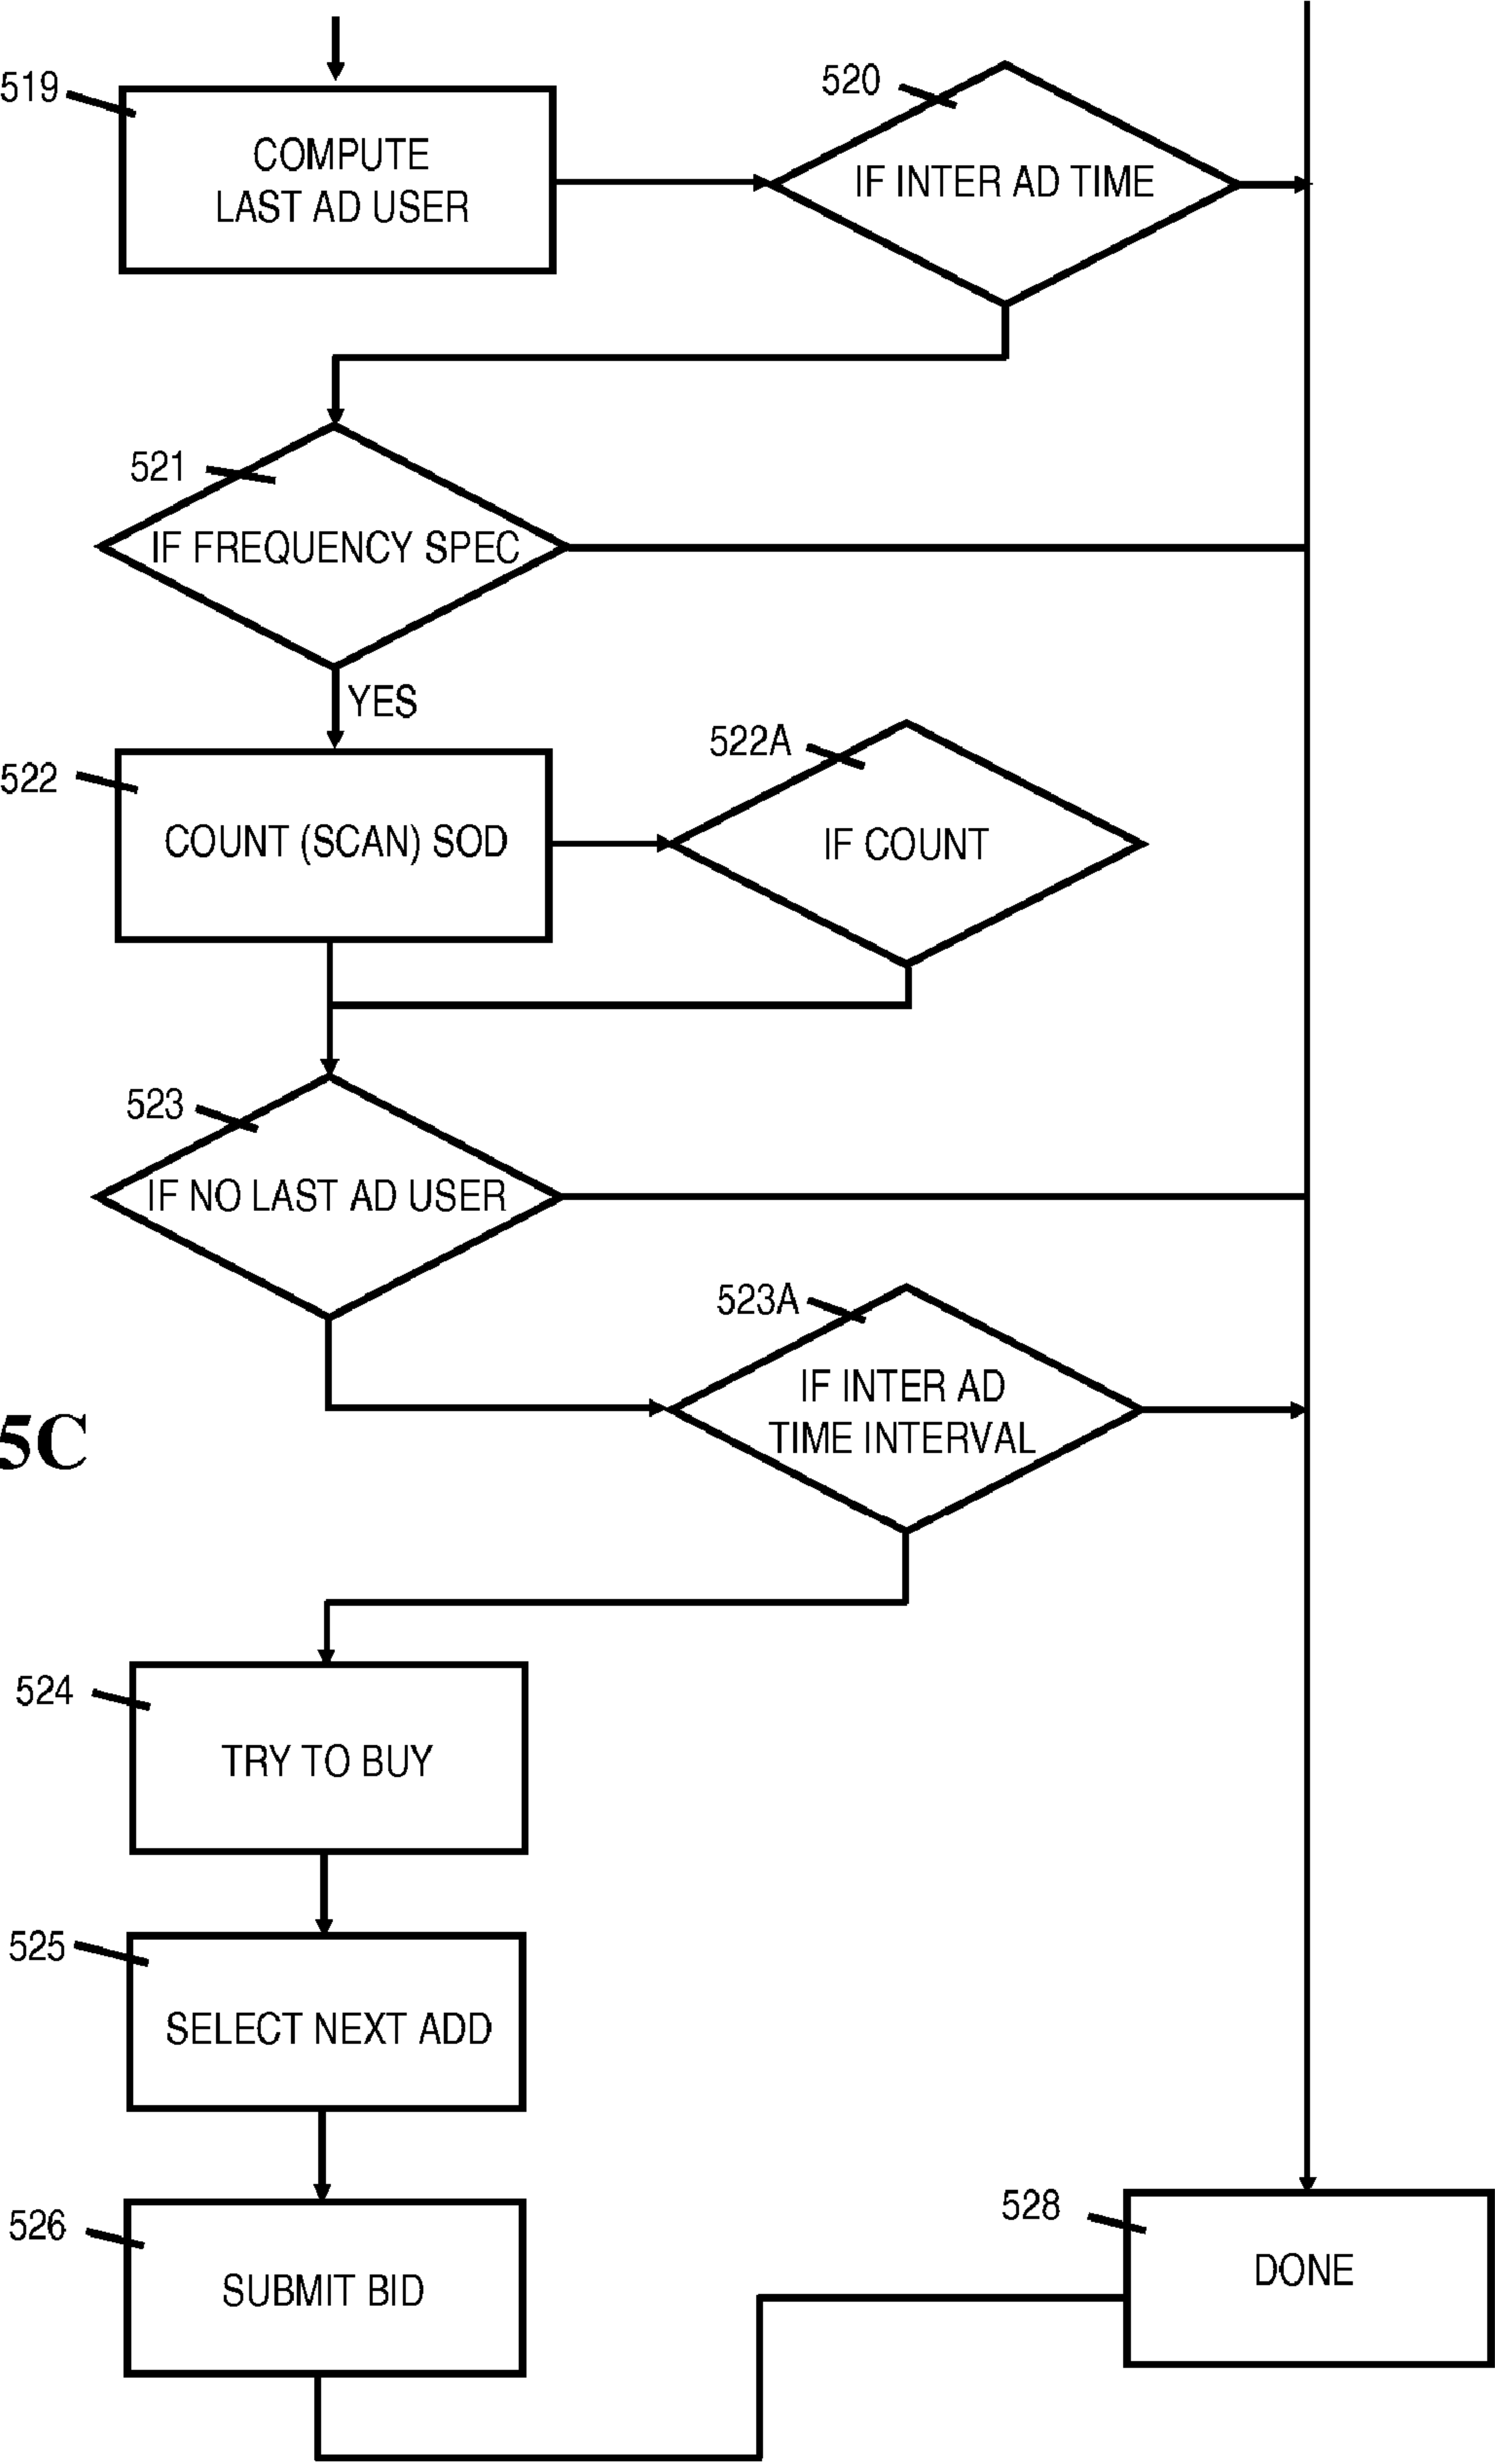 519
COMPUTE
LAST AD USER
520
IF INTER AD TIME
521
IF FREQUENCY SPEC
YES
522
COUNT (SCAN) SOD
522A
IF COUNT
523
IF NO LAST AD USER
523A
IF INTER AD
TIME INTERVAL
5C
524
TRY TO BUY
525
SELECT NEXT ADD
526
SUBMIT BID
528
DONE